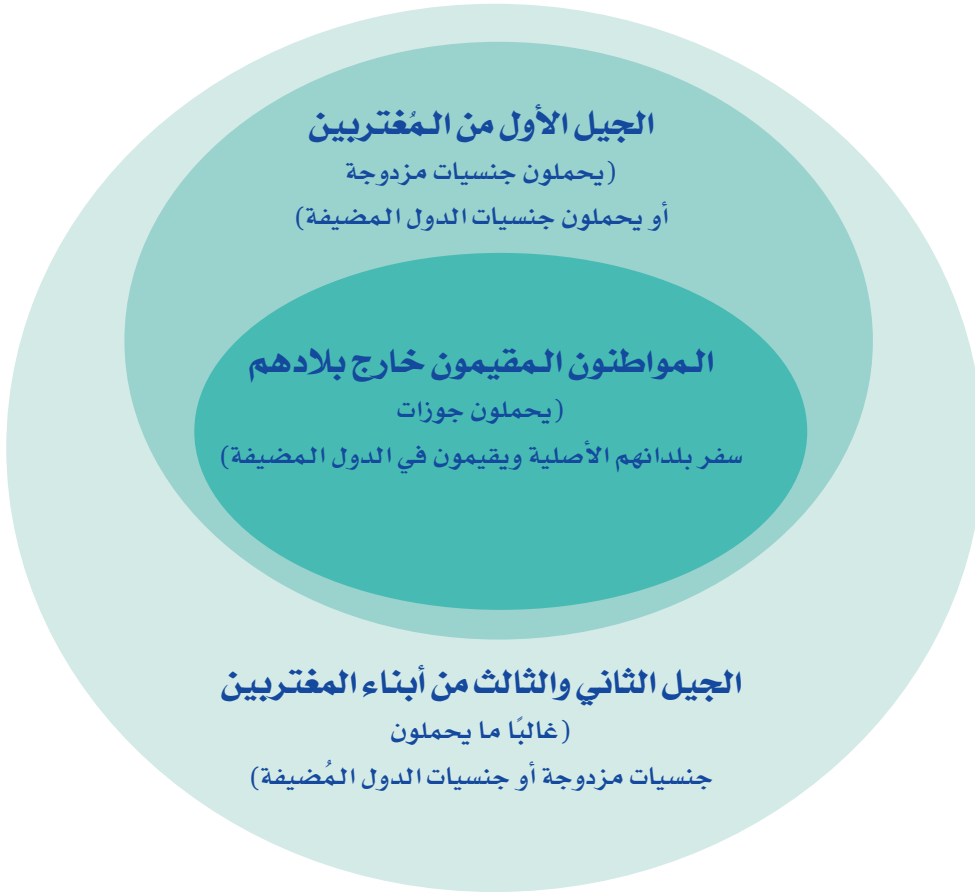 الجيل الأول من المُغتربين
(يحملون جنسيات مزدوجة
أو يحملون جنسيات الدول المضيفة)
المواطنون المقيمون خارج بلادهم
(يحملون جوزات
سفر بلدانهم الأصلية ويقيمون في الدول المضيفة)
الجيل الثاني والثالث من أبناء المغتربين
(غالبًا ما يحملون
جنسيات مزدوجة أو جنسيات الدول المُضيفة)